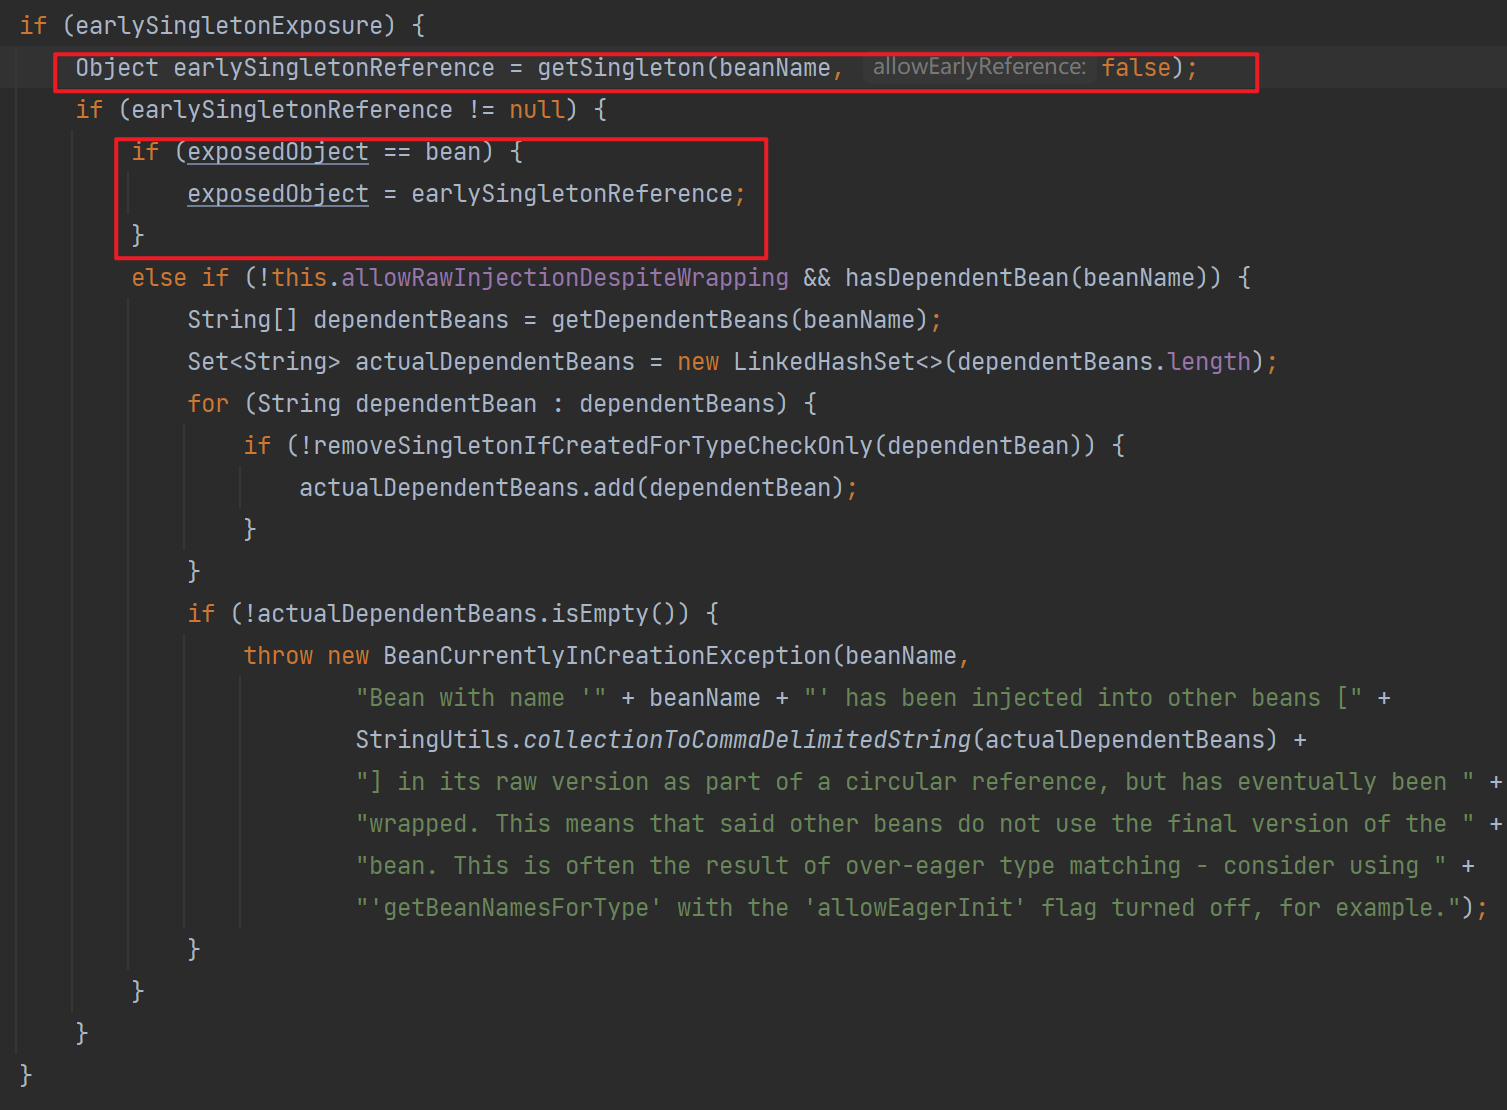 if (earlySingletonExposure) {
Object earlySingletonReference = getSingleton(beanName, allowEarlyReference: false);
if (earlySingletonReference != null) {
if (exposedObject == bean) {
exposedObject = earlySingletonReference;
}
else if (!this.allowRawInjectionDespiteWrapping && hasDependentBean(beanName)) {
String[] dependentBeans = getDependentBeans(beanName);
Set<String> actualDependentBeans = new LinkedHashSet<>(dependentBeans.length);
for (String dependentBean : dependentBeans) {
if (!removeSingletonIfCreatedForTypeCheckOnly(dependentBean)) {
actualDependentBeans.add(dependentBean);
}
}
if (!actualDependentBeans.isEmpty()) {
throw new BeanCurrentlyInCreationException(beanName,
"Bean with name '" + beanName + "' has been injected into other beans [" +
StringUtils.collectionToCommaDelimitedString(actualDependentBeans) +
"] in its raw version as part of a circular reference, but has eventually been " +
"wrapped. This means that said other beans do not use the final version of the " +
"bean. This is often the result of over-eager type matching - consider using " +
"'getBeanNamesForType' with the 'allowEagerInit' flag turned off, for example.");
}
}
}
}